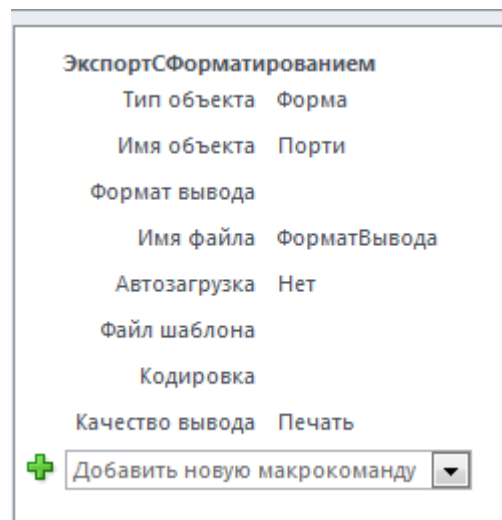 ЭкспортСФорматированием
Тип объекта Форма
Имя объекта Порти
Формат вывода
Имя файла ФорматВывода
Автозагрузка Нет
Файл шаблона
Кодировка
Качество вывода Печать
Добавить новую макрокоманду